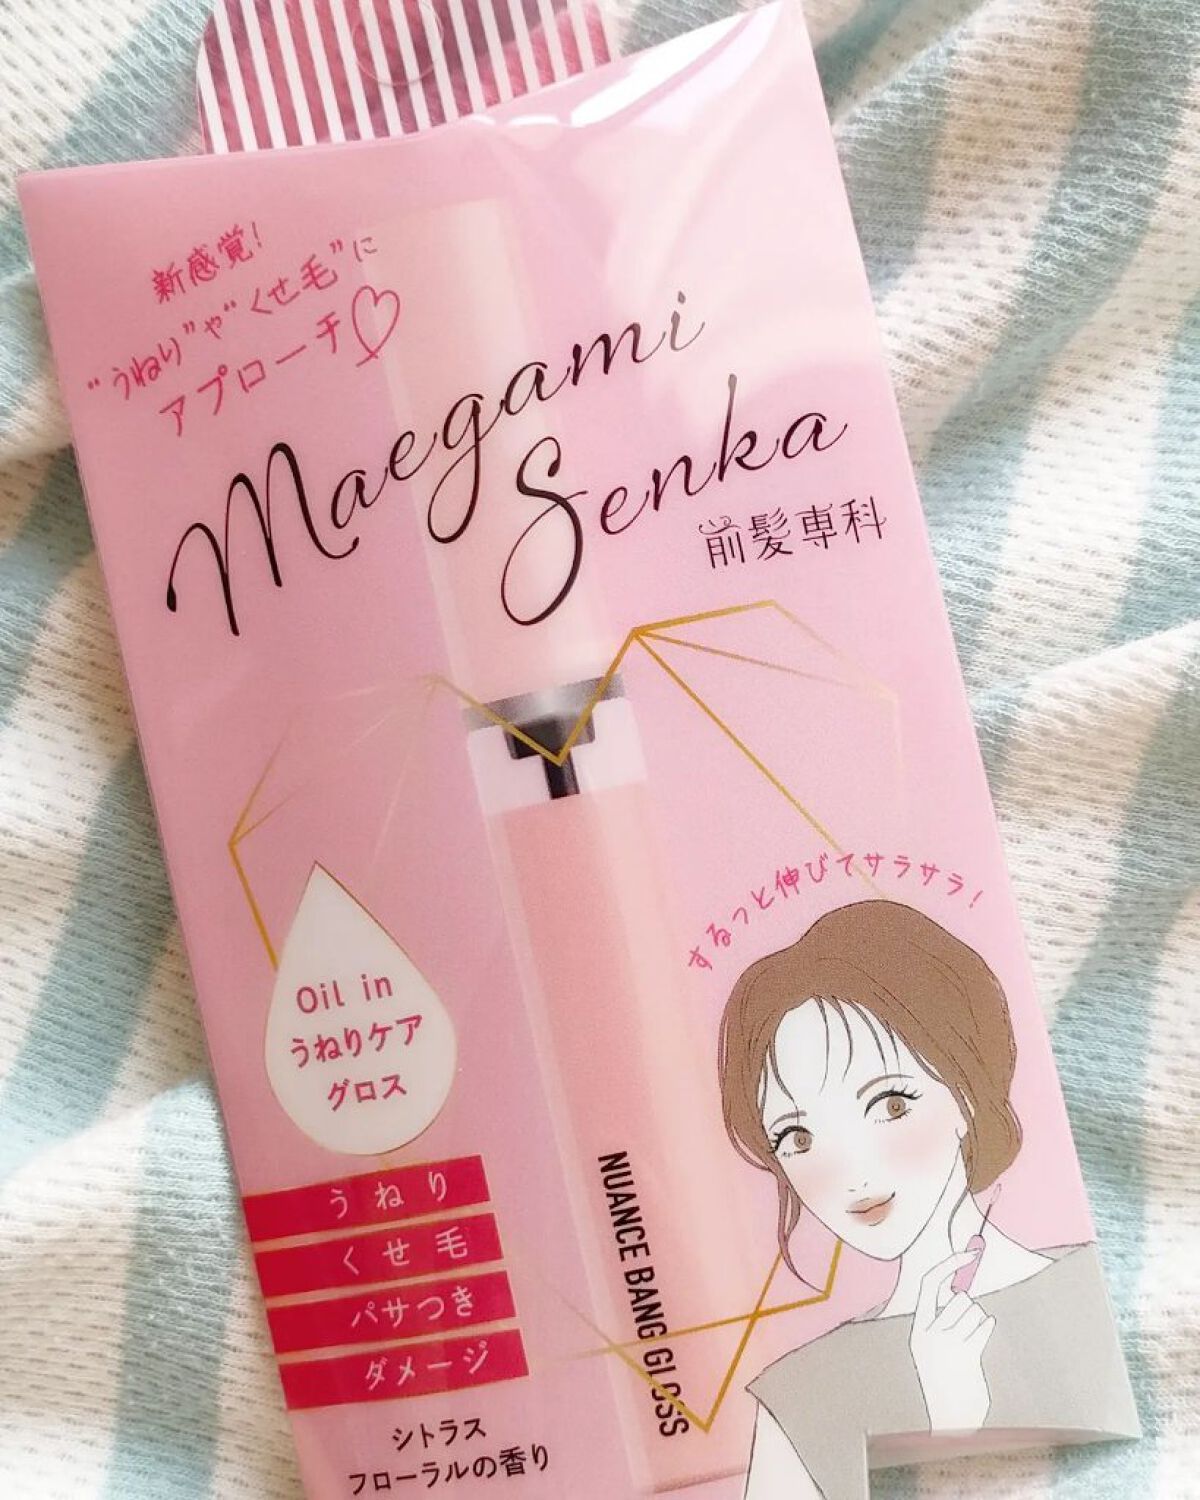 新感覚!
“うねり”や“くせ毛”に
アプローチ♡
Maegami
Senka
前髪専科
するっと伸びてサラサラ!
Oil in
うねりケア
グロス
うねり
くせ毛
パサつき
ダメージ
シトラス
フローラルの香り
NUANCE BANG GLOSS